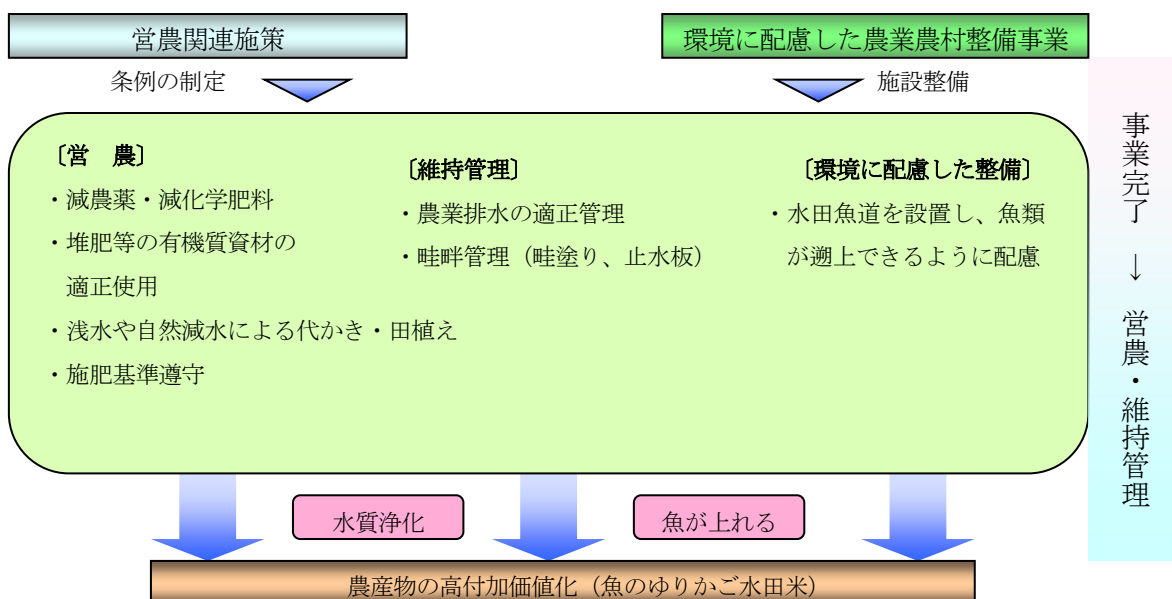 営農関連施策
環境に配慮した農業農村整備事業
条例の制定
施設整備
〔営　農〕
・減農薬・減化学肥料
・堆肥等の有機質資材の
適正使用
・浅水や自然減水による代かき・田植え
・施肥基準遵守
〔維持管理〕
・農業排水の適正管理
・畦畔管理（畦塗り、止水板）
〔環境に配慮した整備〕
・水田魚道を設置し、魚類
が遡上できるように配慮
事業完了　→　営農・維持管理
水質浄化
魚が上れる
農産物の高付加価値化（魚のゆりかご水田米）